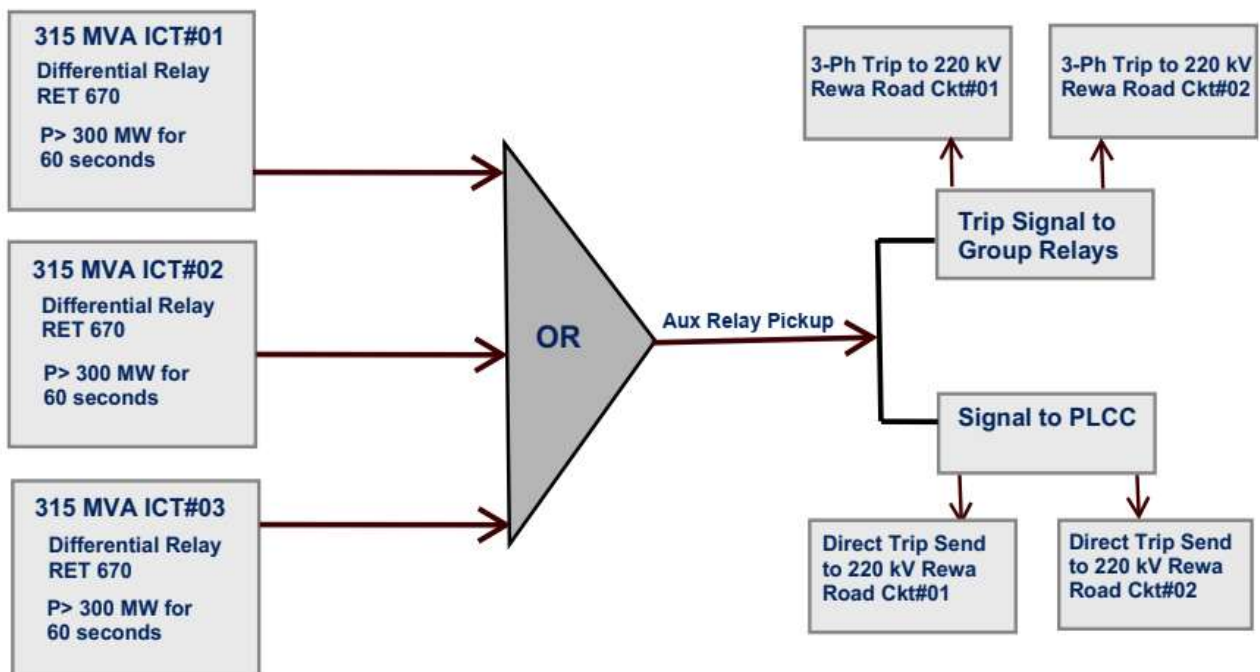 315 MVA ICT#01
Differential Relay
RET 670
P> 300 MW for
60 seconds
315 MVA ICT#02
Differential Relay
RET 670
P> 300 MW for
60 seconds
315 MVA ICT#03
Differential Relay
RET 670
P> 300 MW for
60 seconds
OR
Aux Relay Pickup
3-Ph Trip to 220 kV
Rewa Road Ckt#01
3-Ph Trip to 220 kV
Rewa Road Ckt#02
Trip Signal to
Group Relays
Signal to PLCC
Direct Trip Send
to 220 kV Rewa
Road Ckt#01
Direct Trip Send
to 220 kV Rewa
Road Ckt#02